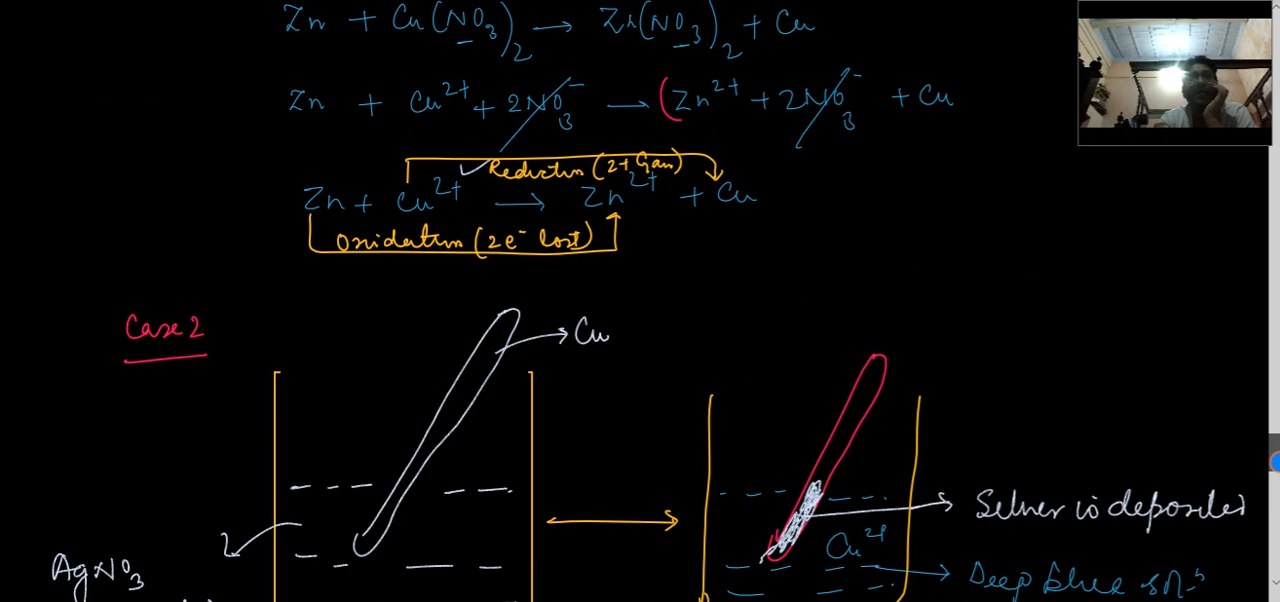 Zn + Cu(NO3)2 → Zn(NO3)2 + Cu
Zn + Cu2+ + 2NO3- → (Zn2+ + 2NO3- + Cu
Reduction (2+ Gain)
Zn + Cu2+ → Zn2+ + Cu
Oxidation (2e- lost)
Case 2
Cu
Silver is deposited
Cu2+
AgNO3
Deep blue soln